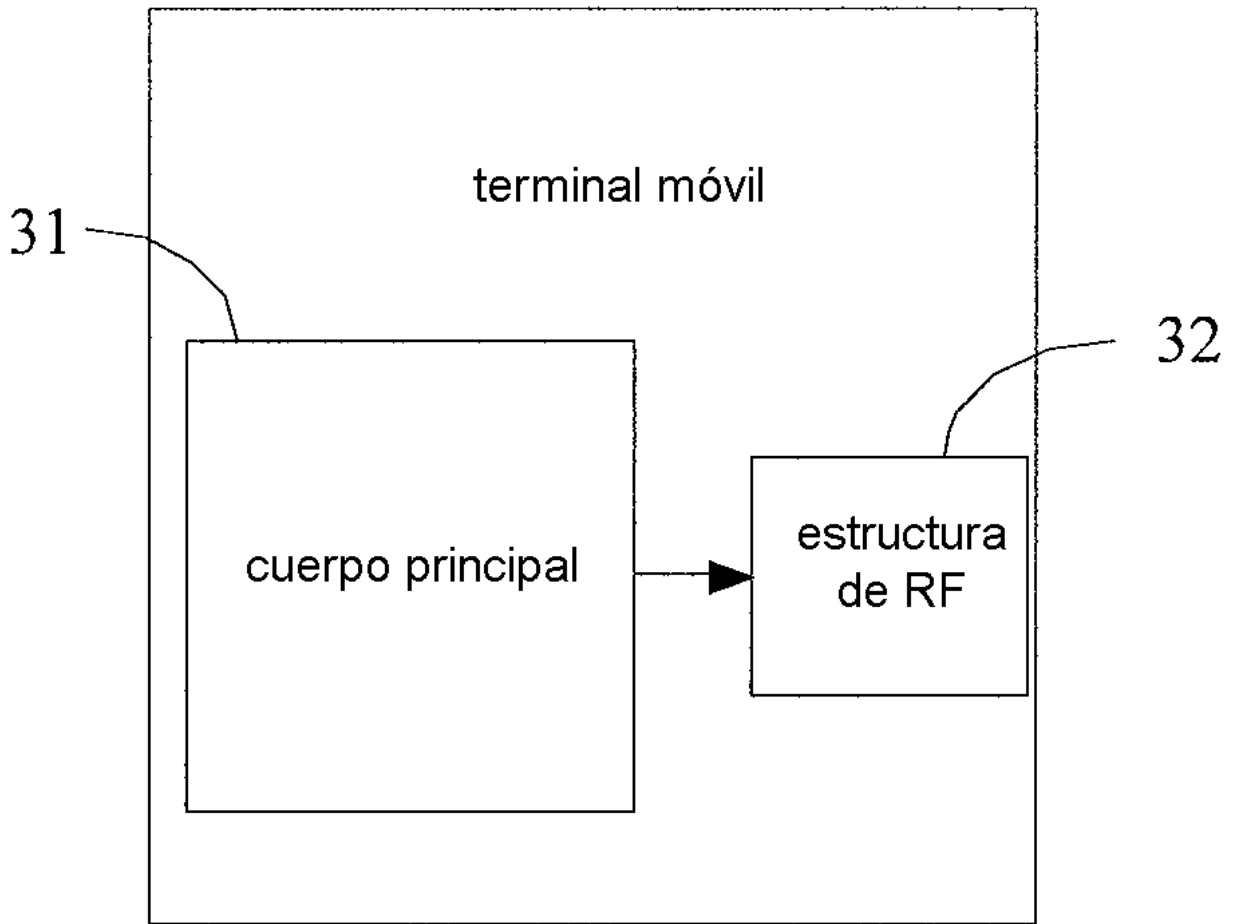 terminal móvil
31
32
cuerpo principal
estructura
de RF